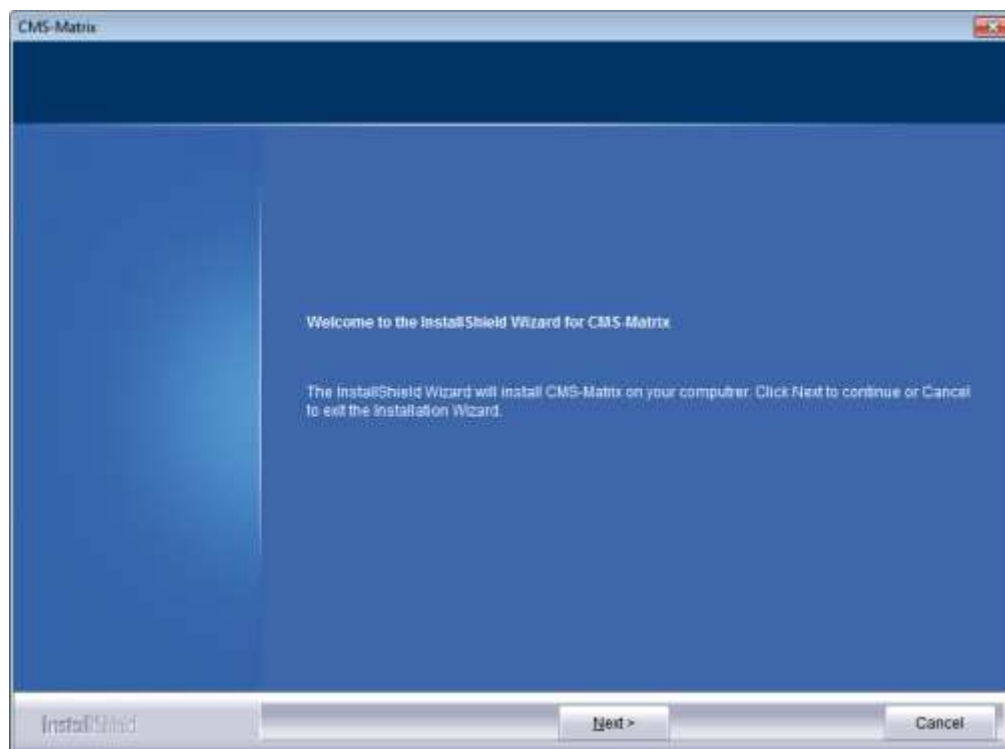 CMS-Matrix
Welcome to the InstallShield Wizard for CMS-Matrix
The InstallShield Wizard will install CMS-Matrix on your computrer. Click Next to continue or Cancel
to exit the Installation Wizard.
InstallShield
Next >
Cancel